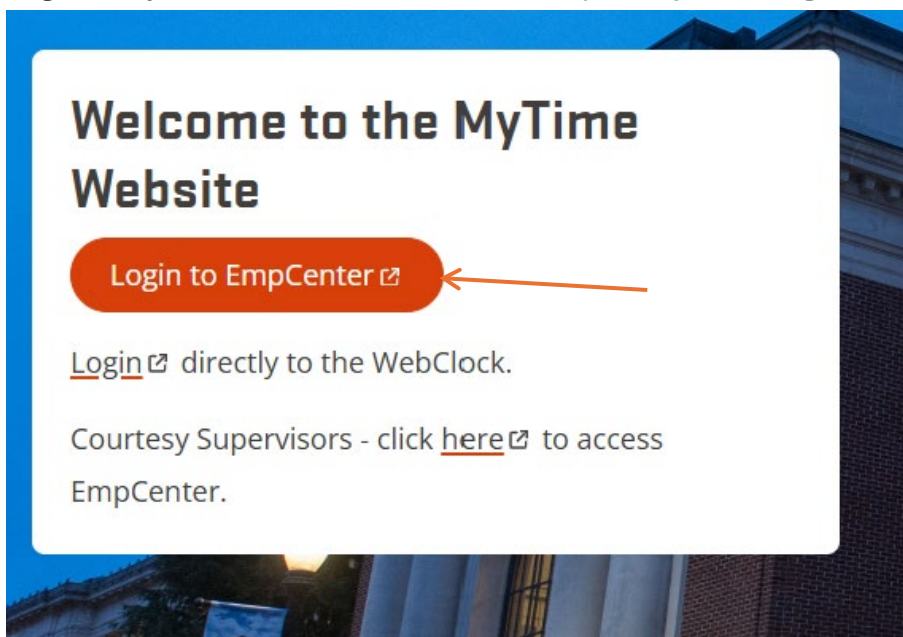 Welcome to the MyTime
Website
Login to EmpCenter
Login directly to the WebClock.
Courtesy Supervisors - click here to access
EmpCenter.